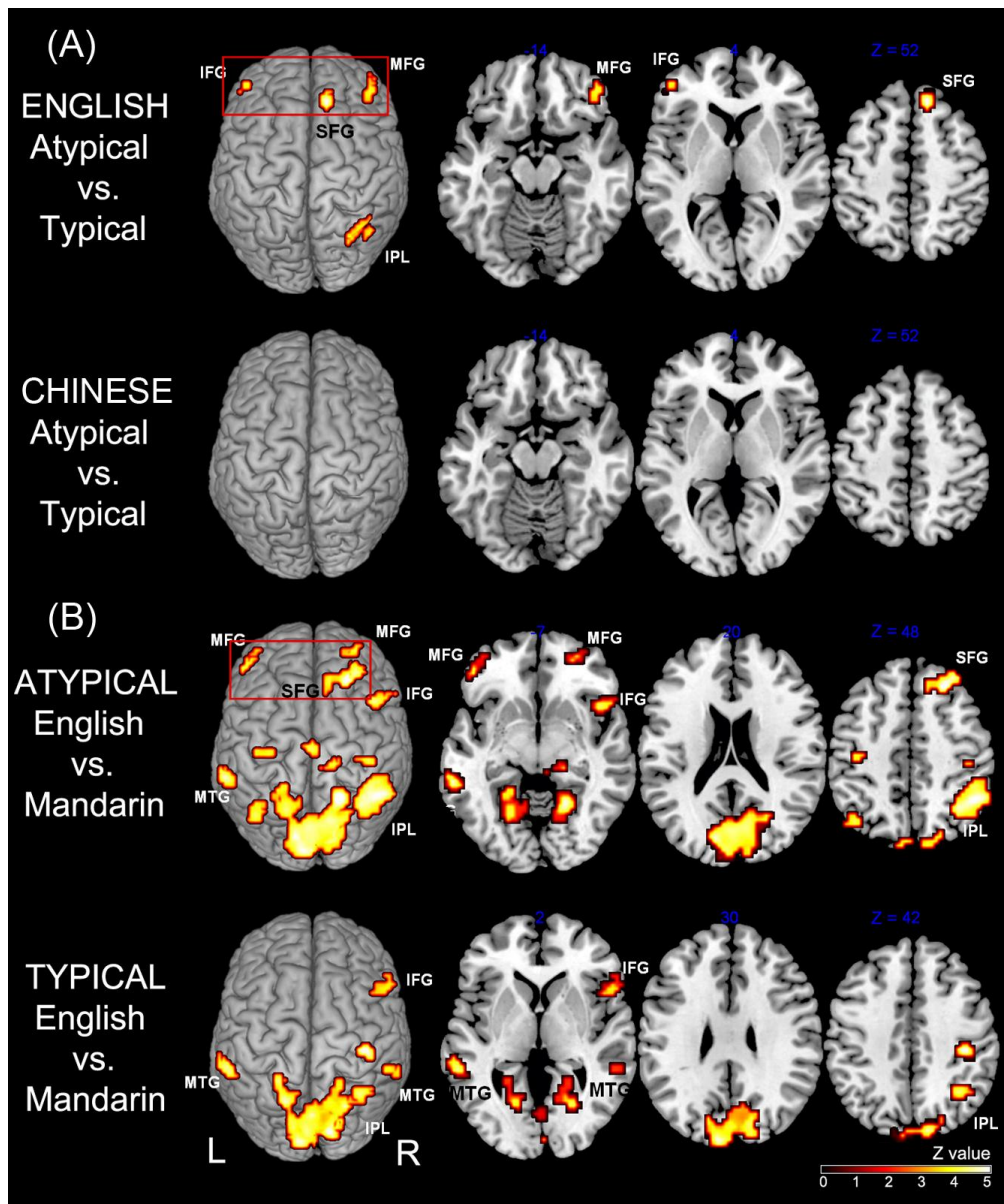 (A)
ENGLISH
Atypical
vs.
Typical
IFG
MFG
SFG
IPL
-14
MFG
4
IFG
Z = 52
SFG
CHINESE
Atypical
vs.
Typical
-14
4
Z = 52
(B)
ATYPICAL
English
vs.
Mandarin
MFG
MFG
SFG
IFG
MTG
IPL
-7
MFG
MFG
IFG
20
Z = 48
SFG
IPL
TYPICAL
English
vs.
Mandarin
IFG
MTG
MTG
IPL
L
R
2
IFG
MTG
MTG
30
Z = 42
IPL
Z value
0 1 2 3 4 5